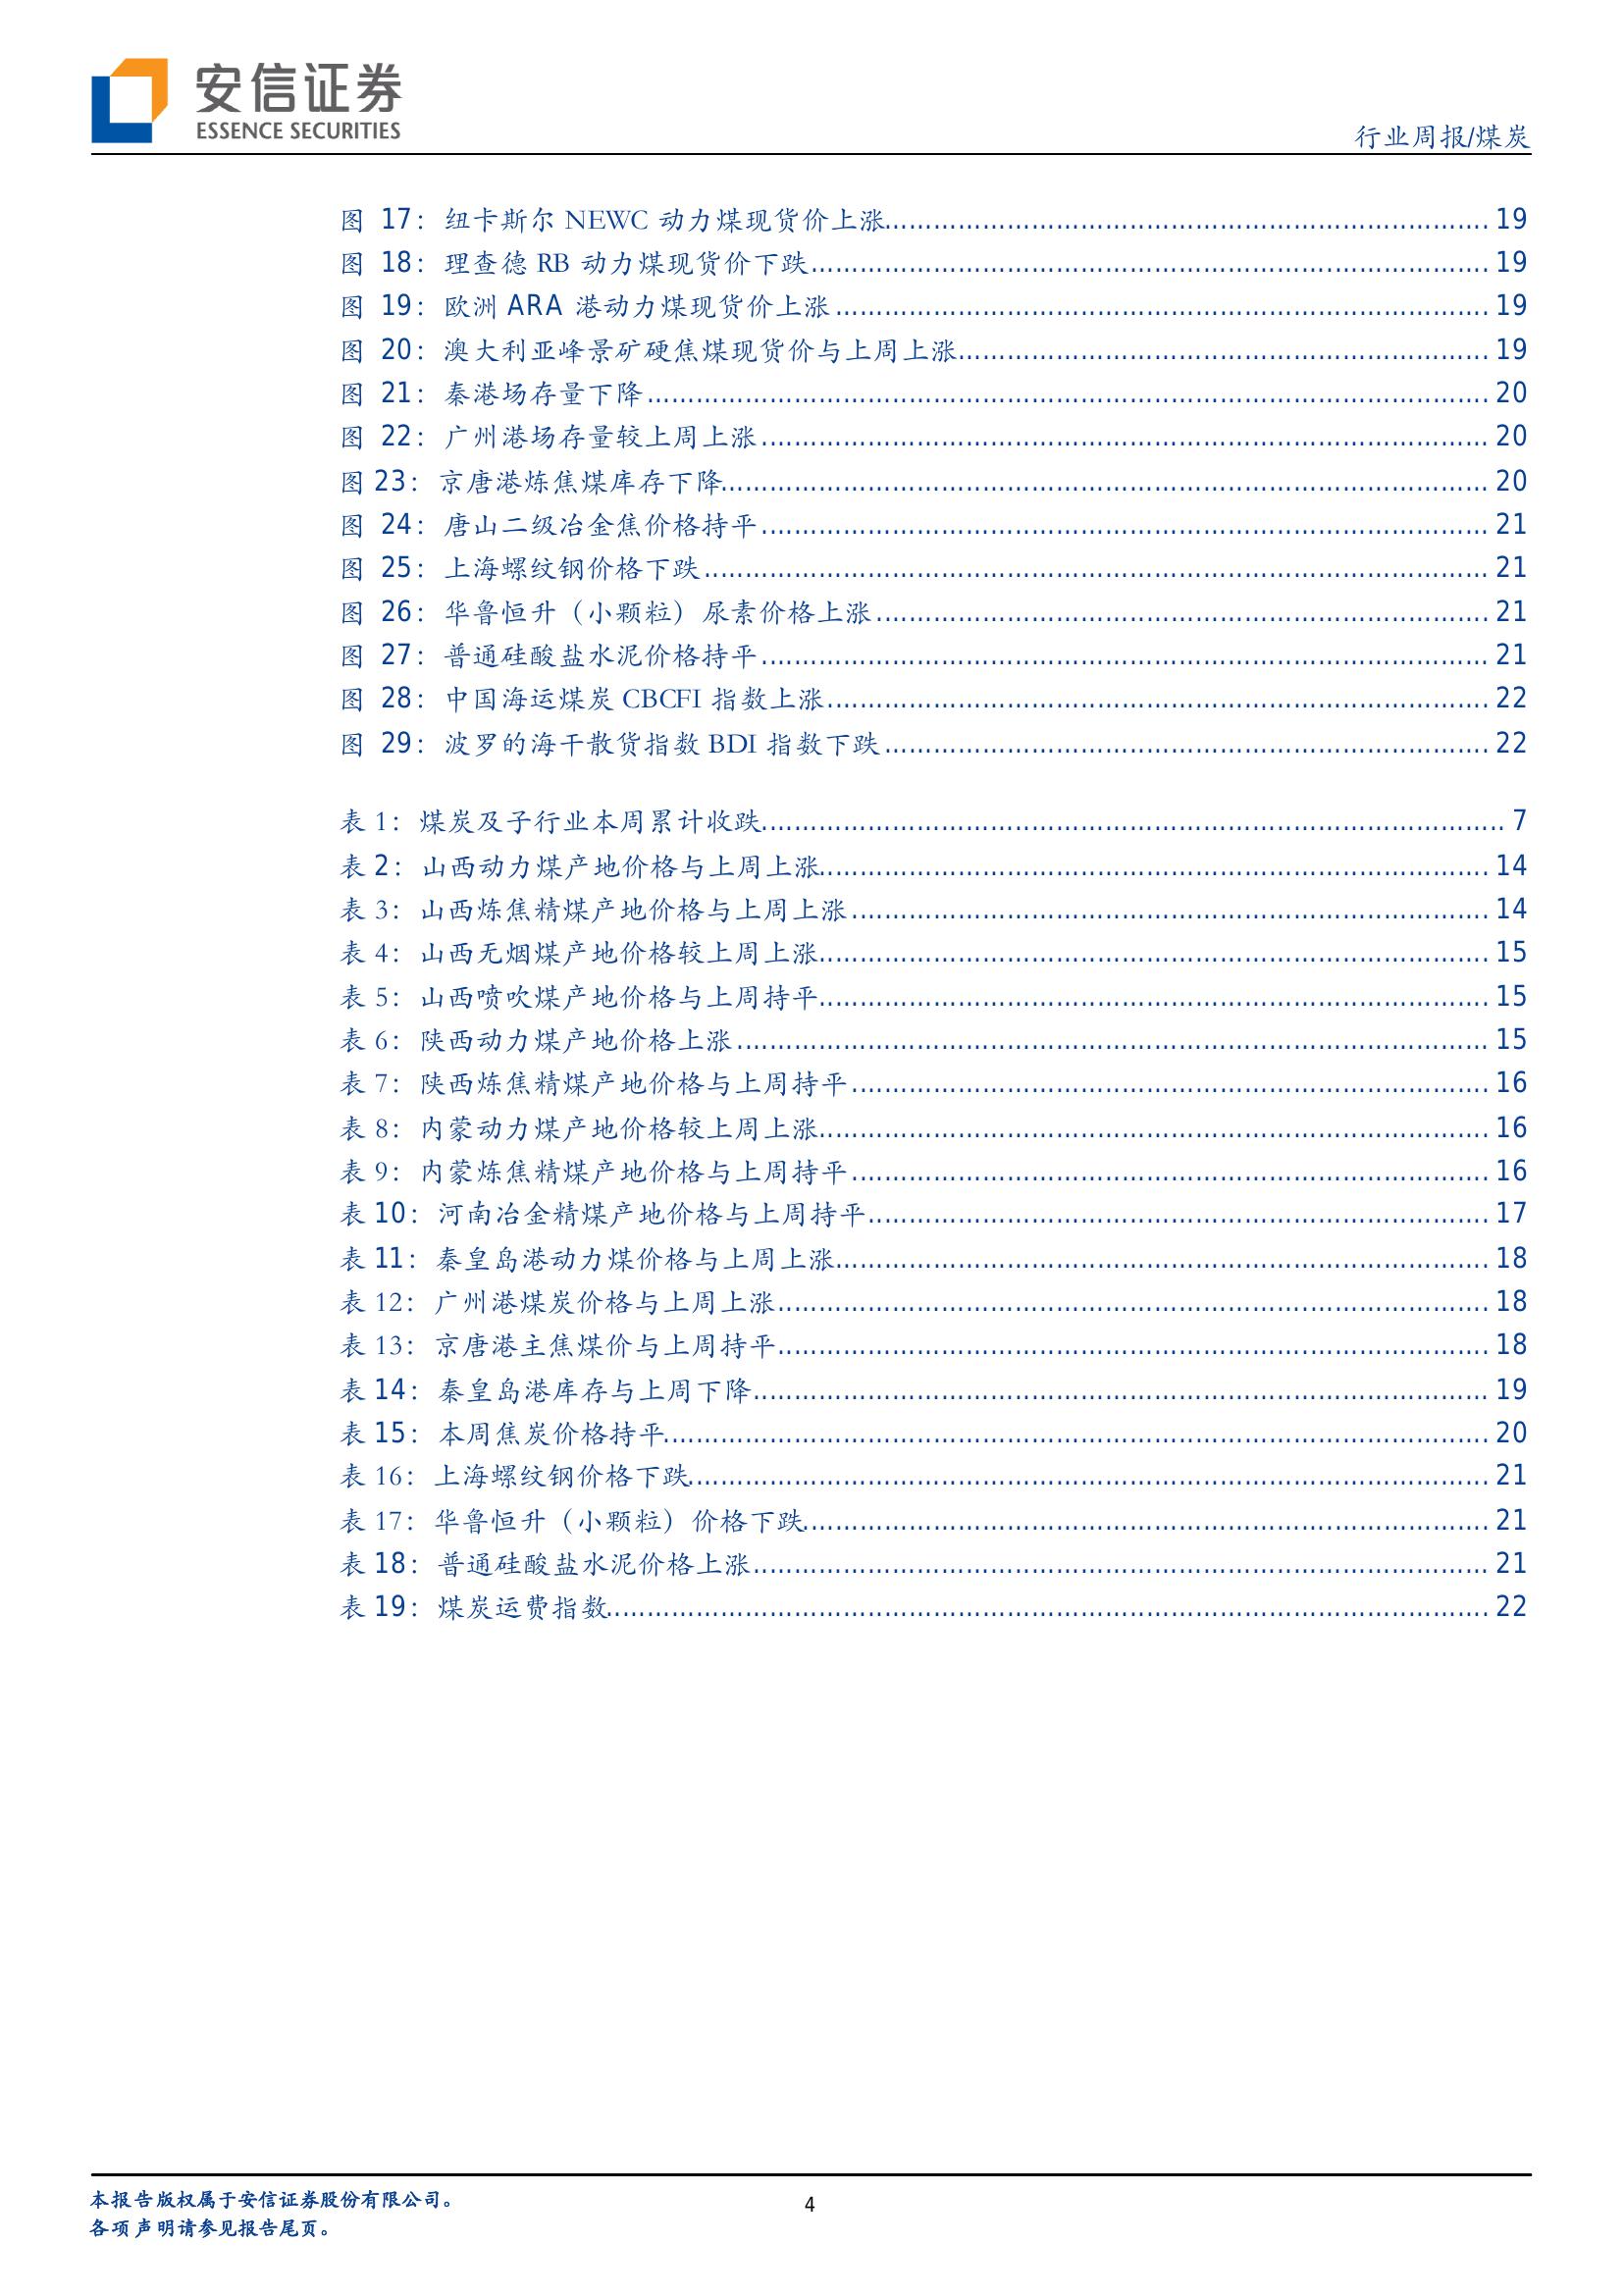 安信证券
ESSENCE SECURITIES
行业周报/煤炭
图 17：纽卡斯尔 NEWC 动力煤现货价上涨 19
图 18：理查德 RB 动力煤现货价下跌 19
图 19：欧洲 ARA 港动力煤现货价上涨 19
图 20：澳大利亚峰景矿硬焦煤现货价与上周上涨 19
图 21：秦港场存量下降 20
图 22：广州港场存量较上周上涨 20
图 23：京唐港炼焦煤库存下降 20
图 24：唐山二级冶金焦价格持平 21
图 25：上海螺纹钢价格下跌 21
图 26：华鲁恒升（小颗粒）尿素价格上涨 21
图 27：普通硅酸盐水泥价格持平 21
图 28：中国海运煤炭 CBCFI 指数上涨 22
图 29：波罗的海干散货指数 BDI 指数下跌 22
表 1：煤炭及子行业本周累计收跌 7
表 2：山西动力煤产地价格与上周上涨 14
表 3：山西炼焦精煤产地价格与上周上涨 14
表 4：山西无烟煤产地价格较上周上涨 15
表 5：山西喷吹煤产地价格与上周持平 15
表 6：陕西动力煤产地价格上涨 15
表 7：陕西炼焦精煤产地价格与上周持平 16
表 8：内蒙动力煤产地价格较上周上涨 16
表 9：内蒙炼焦精煤产地价格与上周持平 16
表 10：河南冶金精煤产地价格与上周持平 17
表 11：秦皇岛港动力煤价格与上周上涨 18
表 12：广州港煤炭价格与上周上涨 18
表 13：京唐港主焦煤价与上周持平 18
表 14：秦皇岛港库存与上周下降 19
表 15：本周焦炭价格持平 20
表 16：上海螺纹钢价格下跌 21
表 17：华鲁恒升（小颗粒）价格下跌 21
表 18：普通硅酸盐水泥价格上涨 21
表 19：煤炭运费指数 22
本报告版权属于安信证券股份有限公司。
各项声明请参见报告尾页。
4